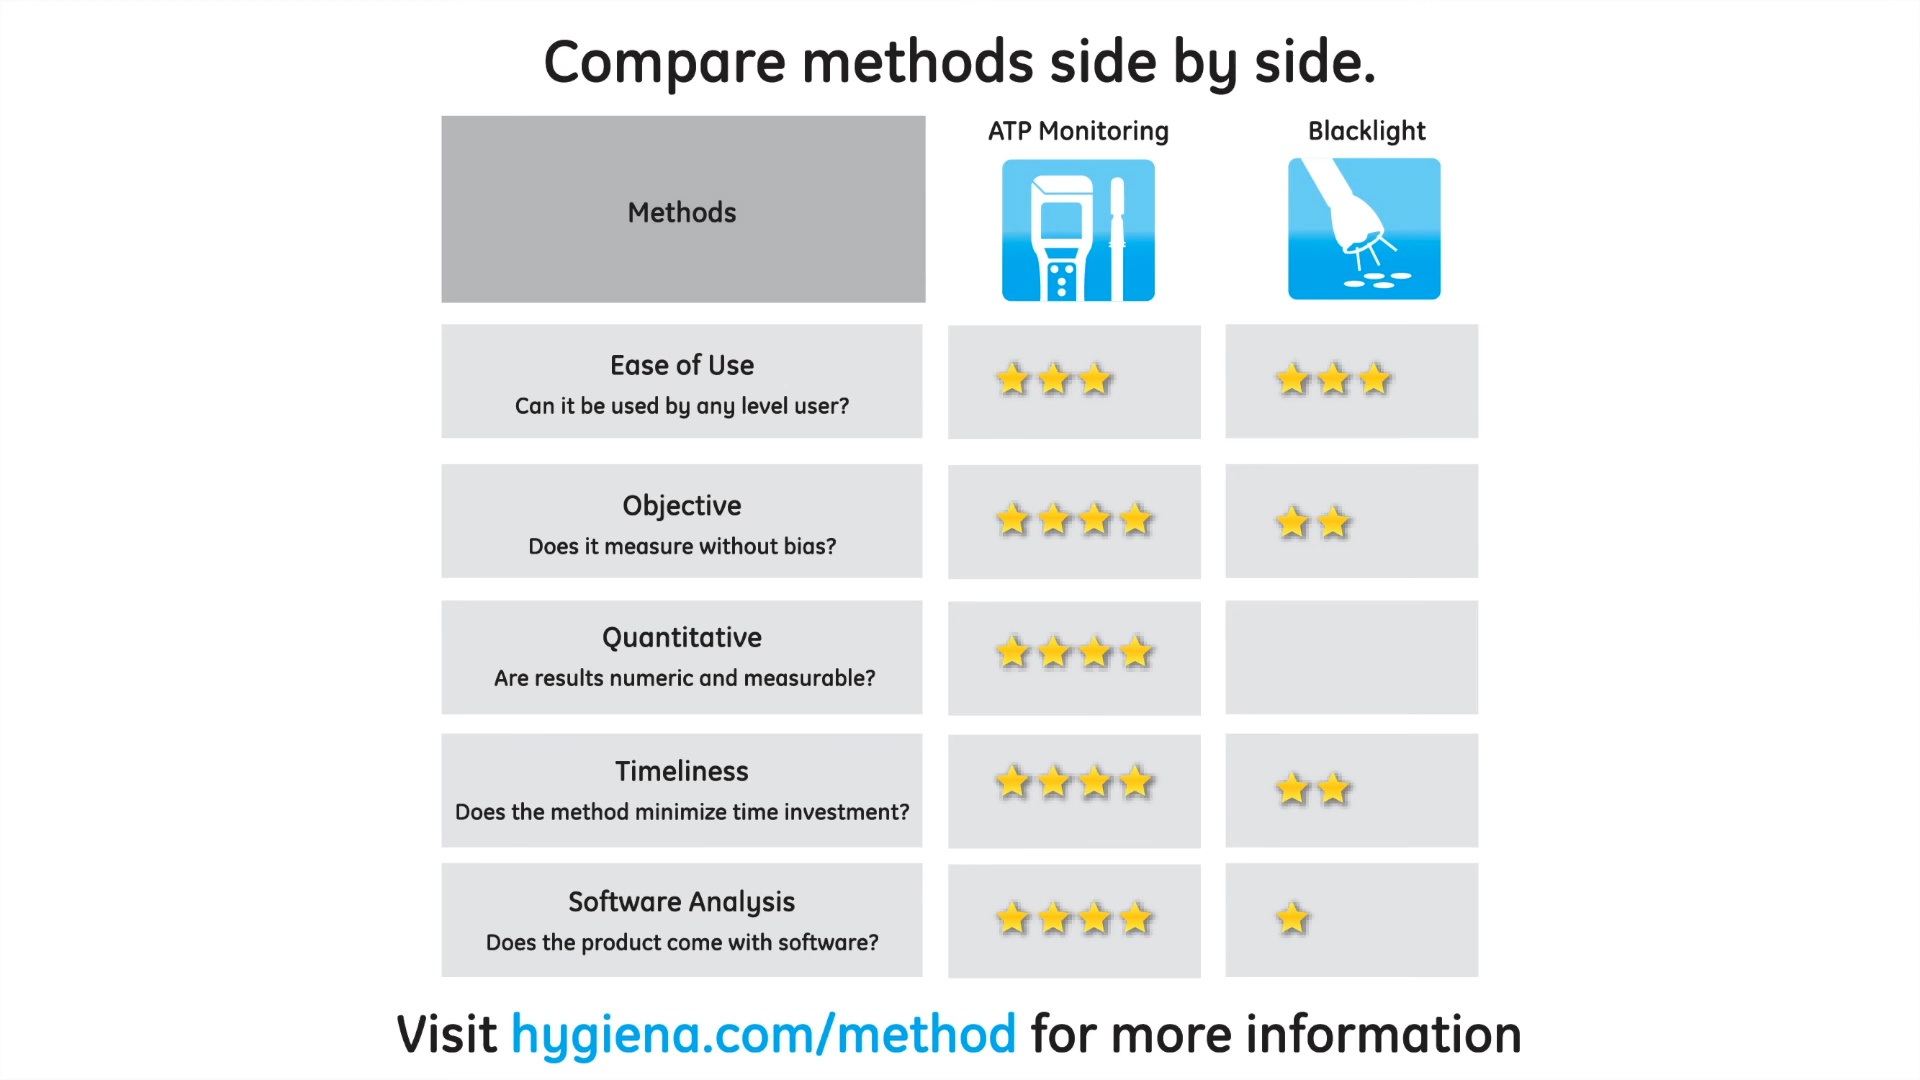 Compare methods side by side.
Methods
ATP Monitoring
Blacklight
Ease of Use
Can it be used by any level user?
Objective
Does it measure without bias?
Quantitative
Are results numeric and measurable?
Timeliness
Does the method minimize time investment?
Software Analysis
Does the product come with software?
Visit hygiena.com/method for more information